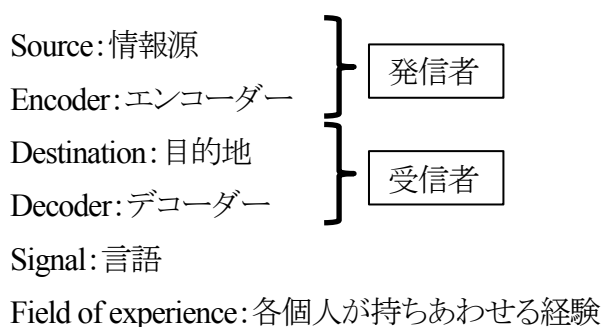 Source：情報源
Encoder：エンコーダー
発信者
Destination：目的地
Decoder：デコーダー
受信者
Signal：言語
Field of experience：各個人が持ちあわせる経験